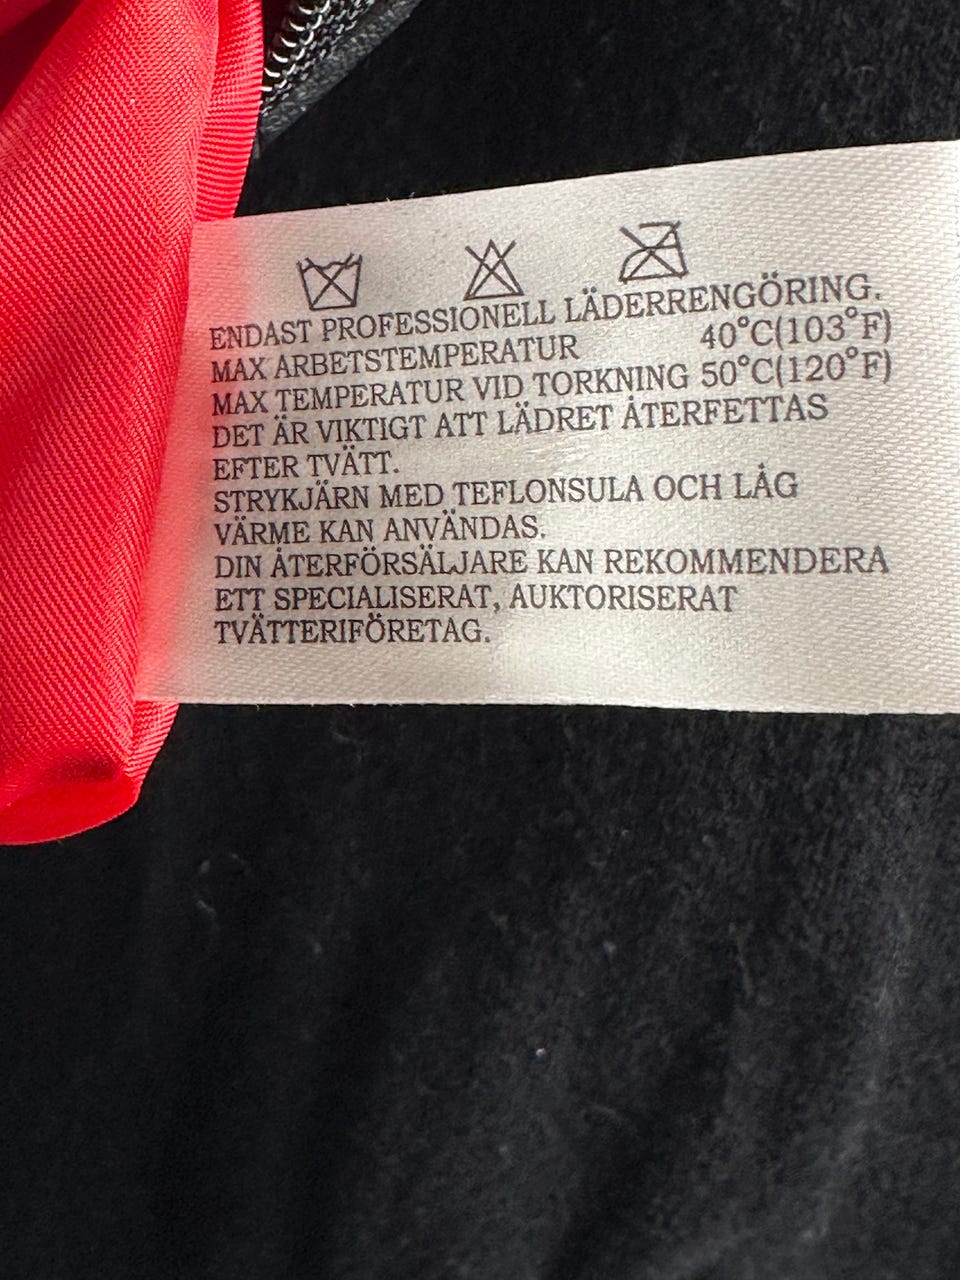 ENDAST PROFESSIONELL LÄDERRENGÖRING.
MAX ARBETSTEMPERATUR 40°C(103°F)
MAX TEMPERATUR VID TORKNING 50°C(120°F)
DET ÄR VIKTIGT ATT LÄDRET ÅTERFETTAS
EFTER TVÄTT.
STRYKJÄRN MED TEFLONSULA OCH LÅG
VÄRME KAN ANVÄNDAS.
DIN ÅTERFÖRSÄLJARE KAN REKOMMENDERA
ETT SPECIALISERAT, AUKTORISERAT
TVÄTTERIFÖRETAG.